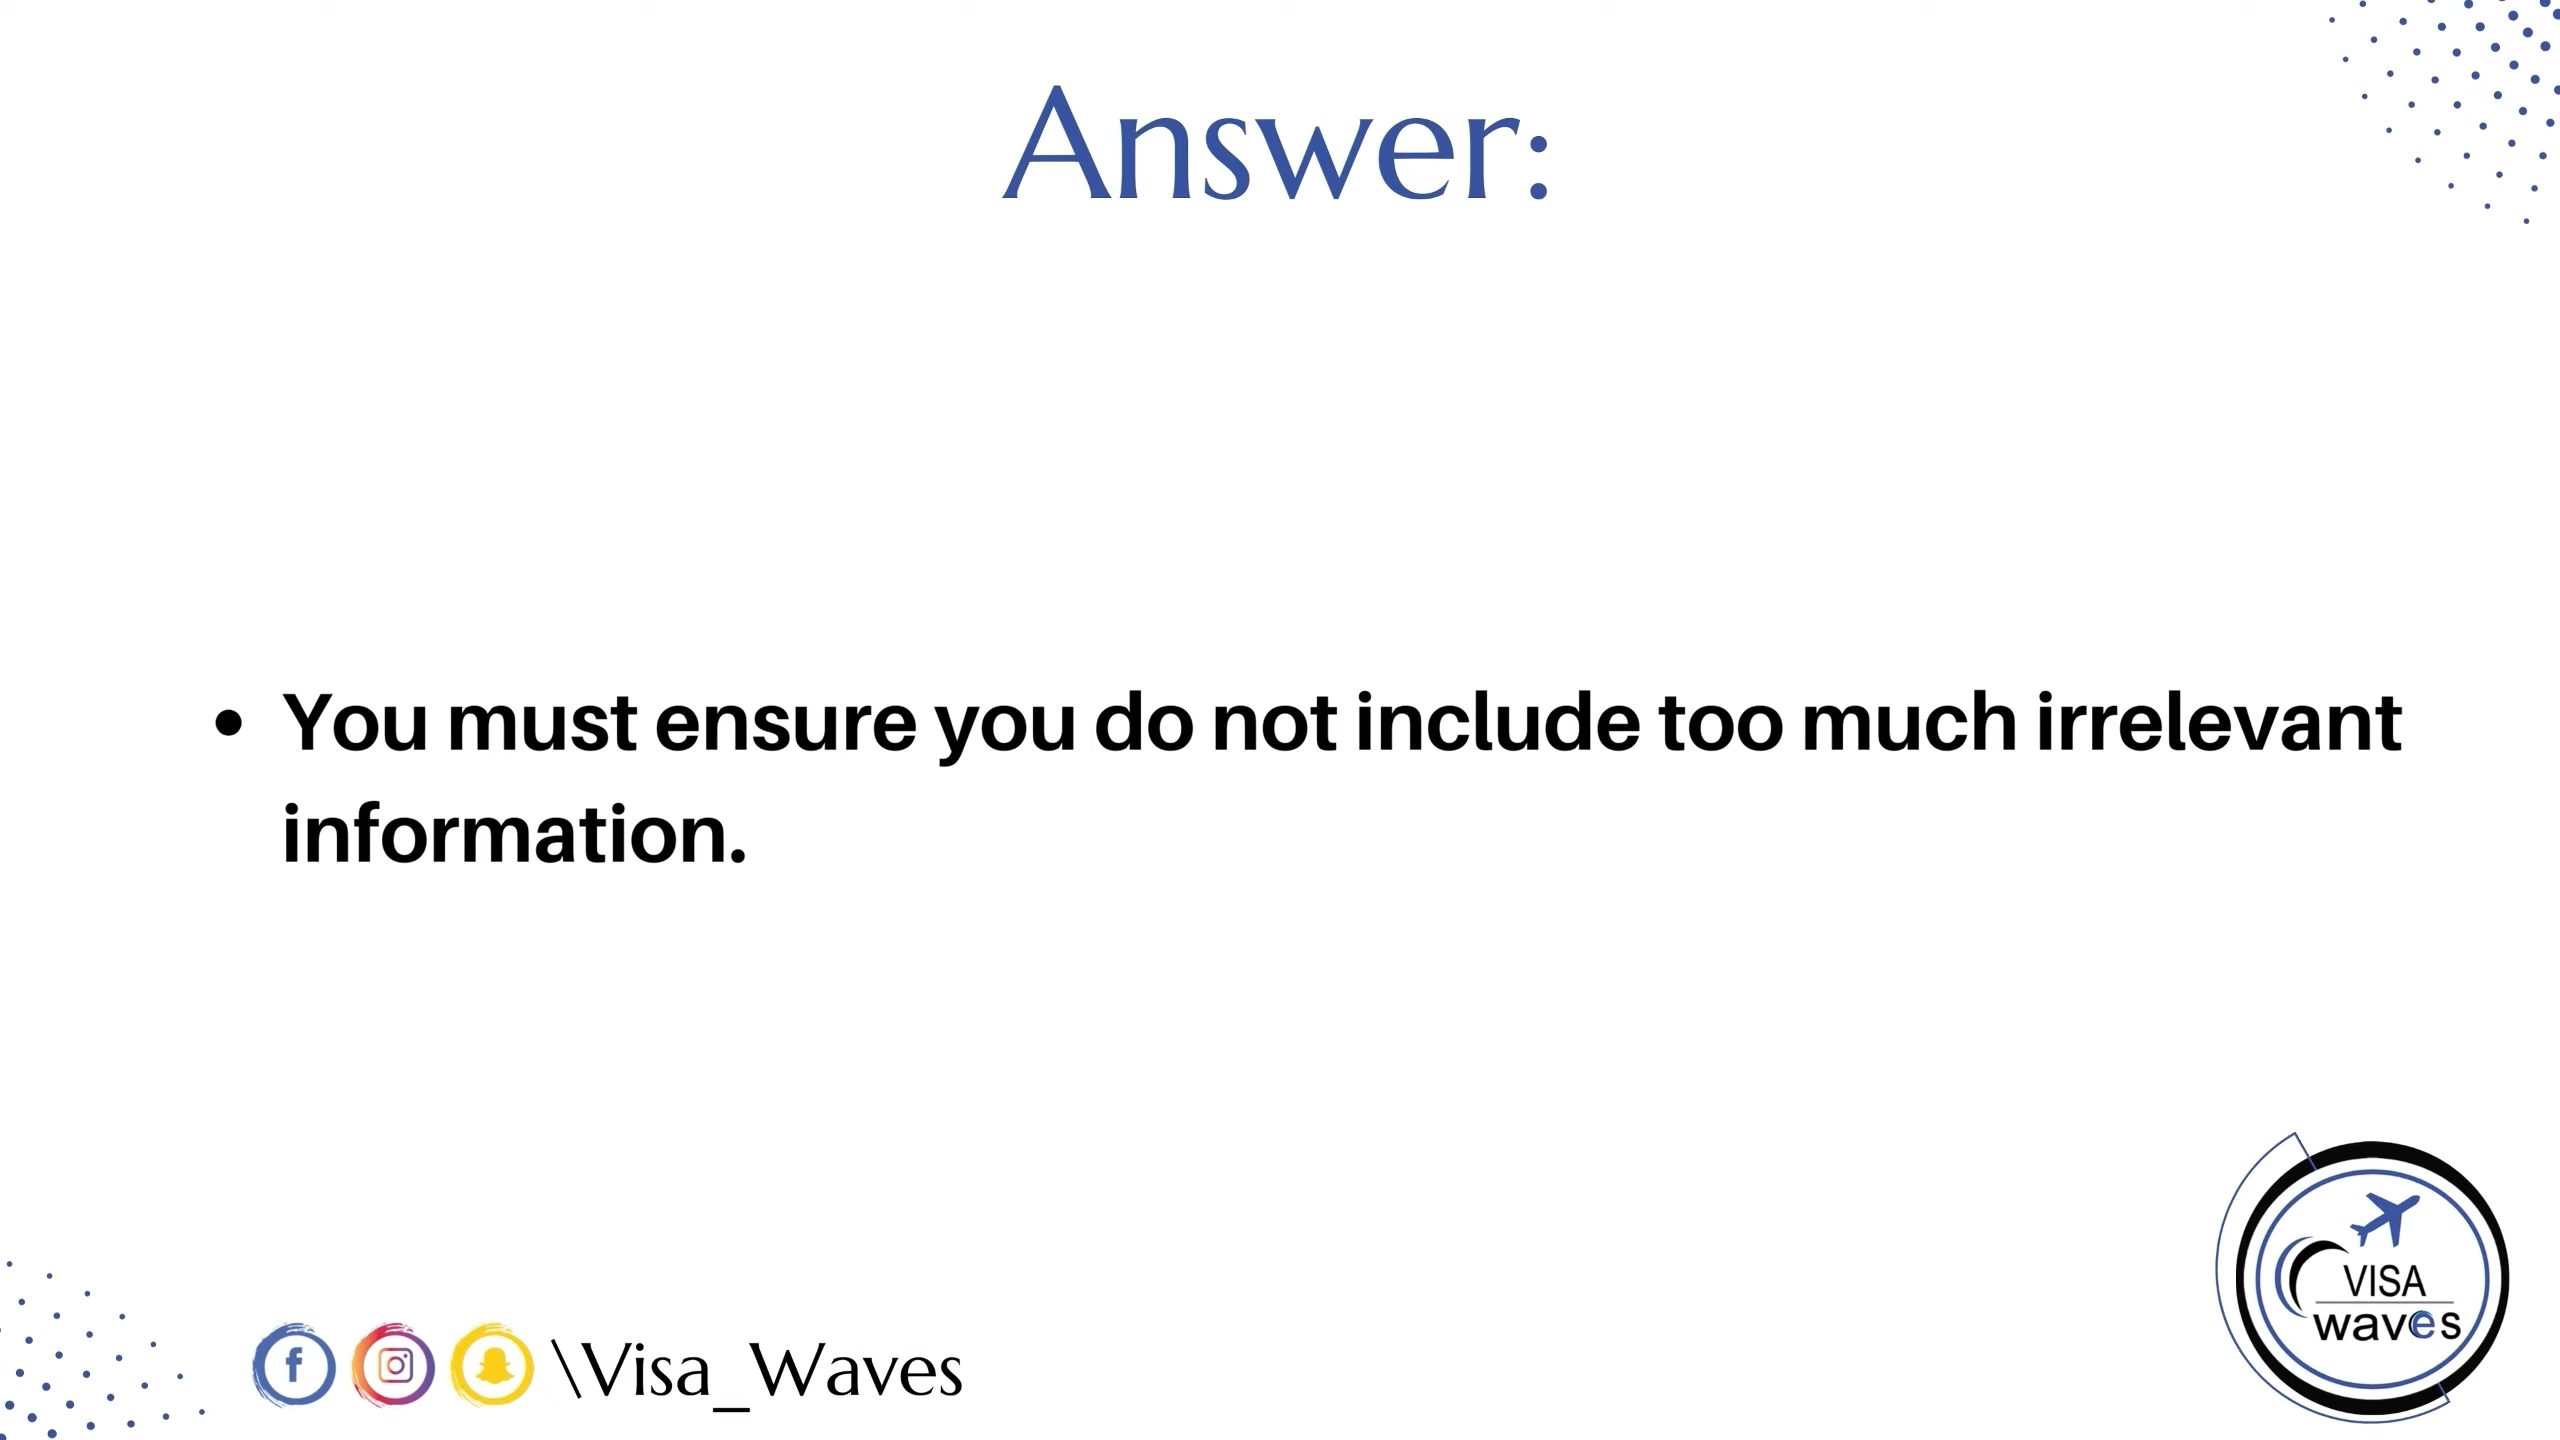 Answer:
• You must ensure you do not include too much irrelevant
information.
VISA
waves
f \Visa_Waves